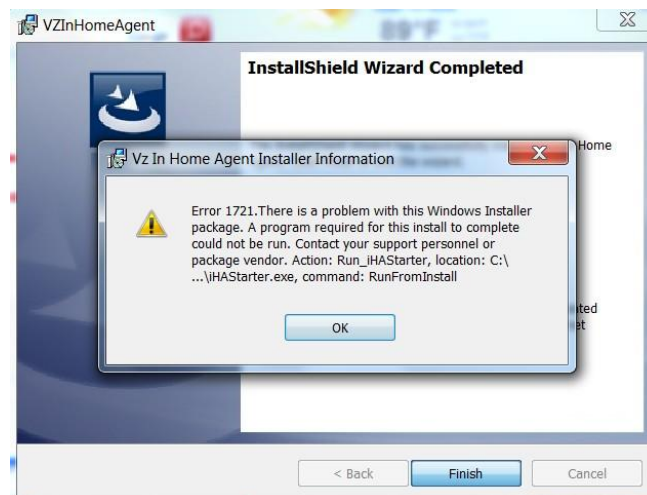 VZInHomeAgent
89°F
InstallShield Wizard Completed
Home
Vz In Home Agent Installer Information
Error 1721.There is a problem with this Windows Installer
package. A program required for this install to complete
could not be run. Contact your support personnel or
package vendor. Action: Run_iHAStarter, location: C:\
...\iHAStarter.exe, command: RunFromInstall
OK
< Back
Finish
Cancel